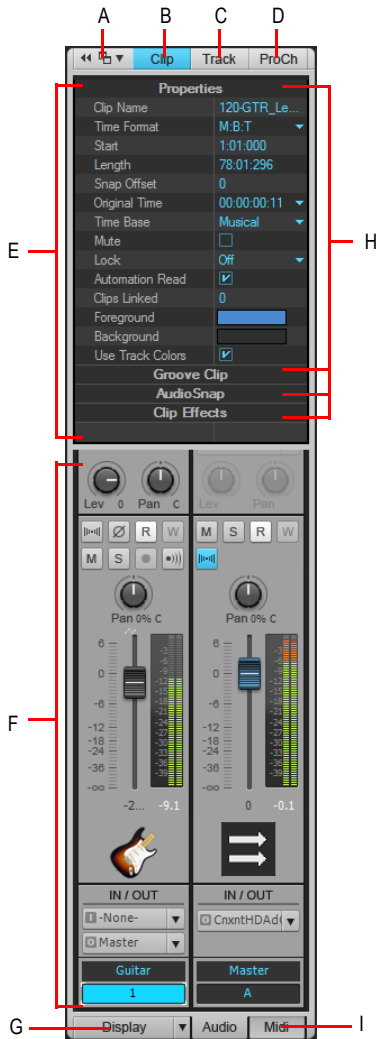 A B C D
Clip Track ProCh
Properties
Clip Name 120-GTR_Le...
Time Format M:B:T
Start 1:01:000
Length 78:01:296
Snap Offset 0
Original Time 00:00:00:11
Time Base Musical
Mute
Lock Off
Automation Read
Clips Linked 0
Foreground
Background
Use Track Colors
Groove Clip
AudioSnap
Clip Effects
E
H
Lev 0 Pan C Lev Pan
Ø R W M S R W
M S
Pan 0% C Pan 0% C
6 -3 6 -3
-6 -6
0 -9 0 -9
-12 -12
-15 -15
-6 -18 -6 -18
-21 -21
-12 -24 -12 -24
-18 -27 -18 -27
-24 -30 -24 -30
-33 -33
-36 -36 -36 -36
-39 -39
-∞ -∞
-2... -9.1 0 -0.1
F
IN / OUT IN / OUT
I -None- O CnxntHDAd(
O Master
Guitar Master
1 A
G
Display Audio Midi
I